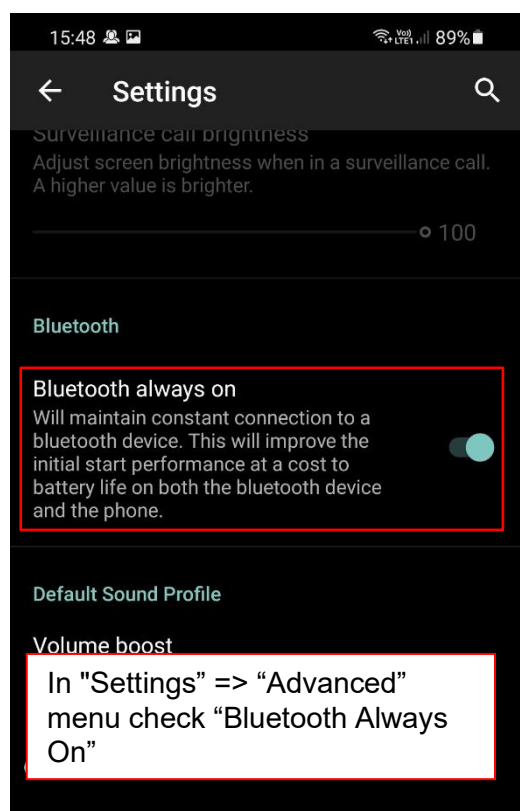 15:48 89%
Vo)) LTE1
Settings
Surveillance call brightness
Adjust screen brightness when in a surveillance call.
A higher value is brighter.
100
Bluetooth
Bluetooth always on
Will maintain constant connection to a
bluetooth device. This will improve the
initial start performance at a cost to
battery life on both the bluetooth device
and the phone.
Default Sound Profile
Volume boost
In "Settings” => “Advanced”
menu check “Bluetooth Always
On”